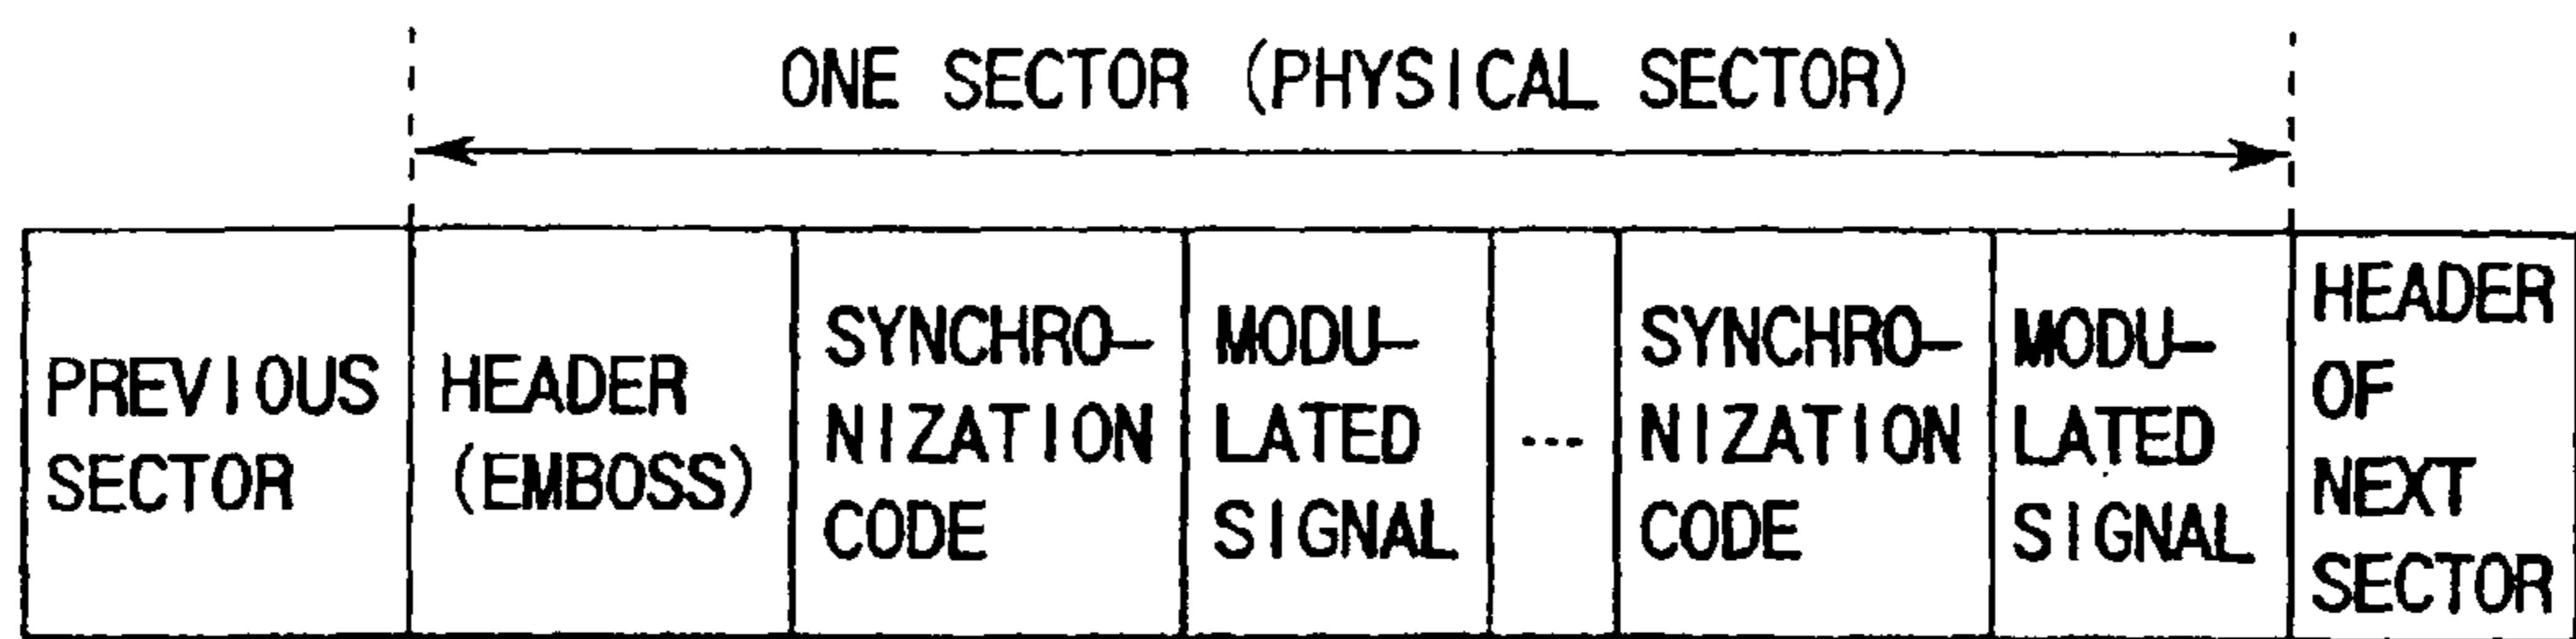 ONE SECTOR (PHYSICAL SECTOR)
PREVIOUS
SECTOR
HEADER
(EMBOSS)
SYNCHRO-
NIZATION
CODE
MODU-
LATED
SIGNAL
...
SYNCHRO-
NIZATION
CODE
MODU-
LATED
SIGNAL
HEADER
OF
NEXT
SECTOR